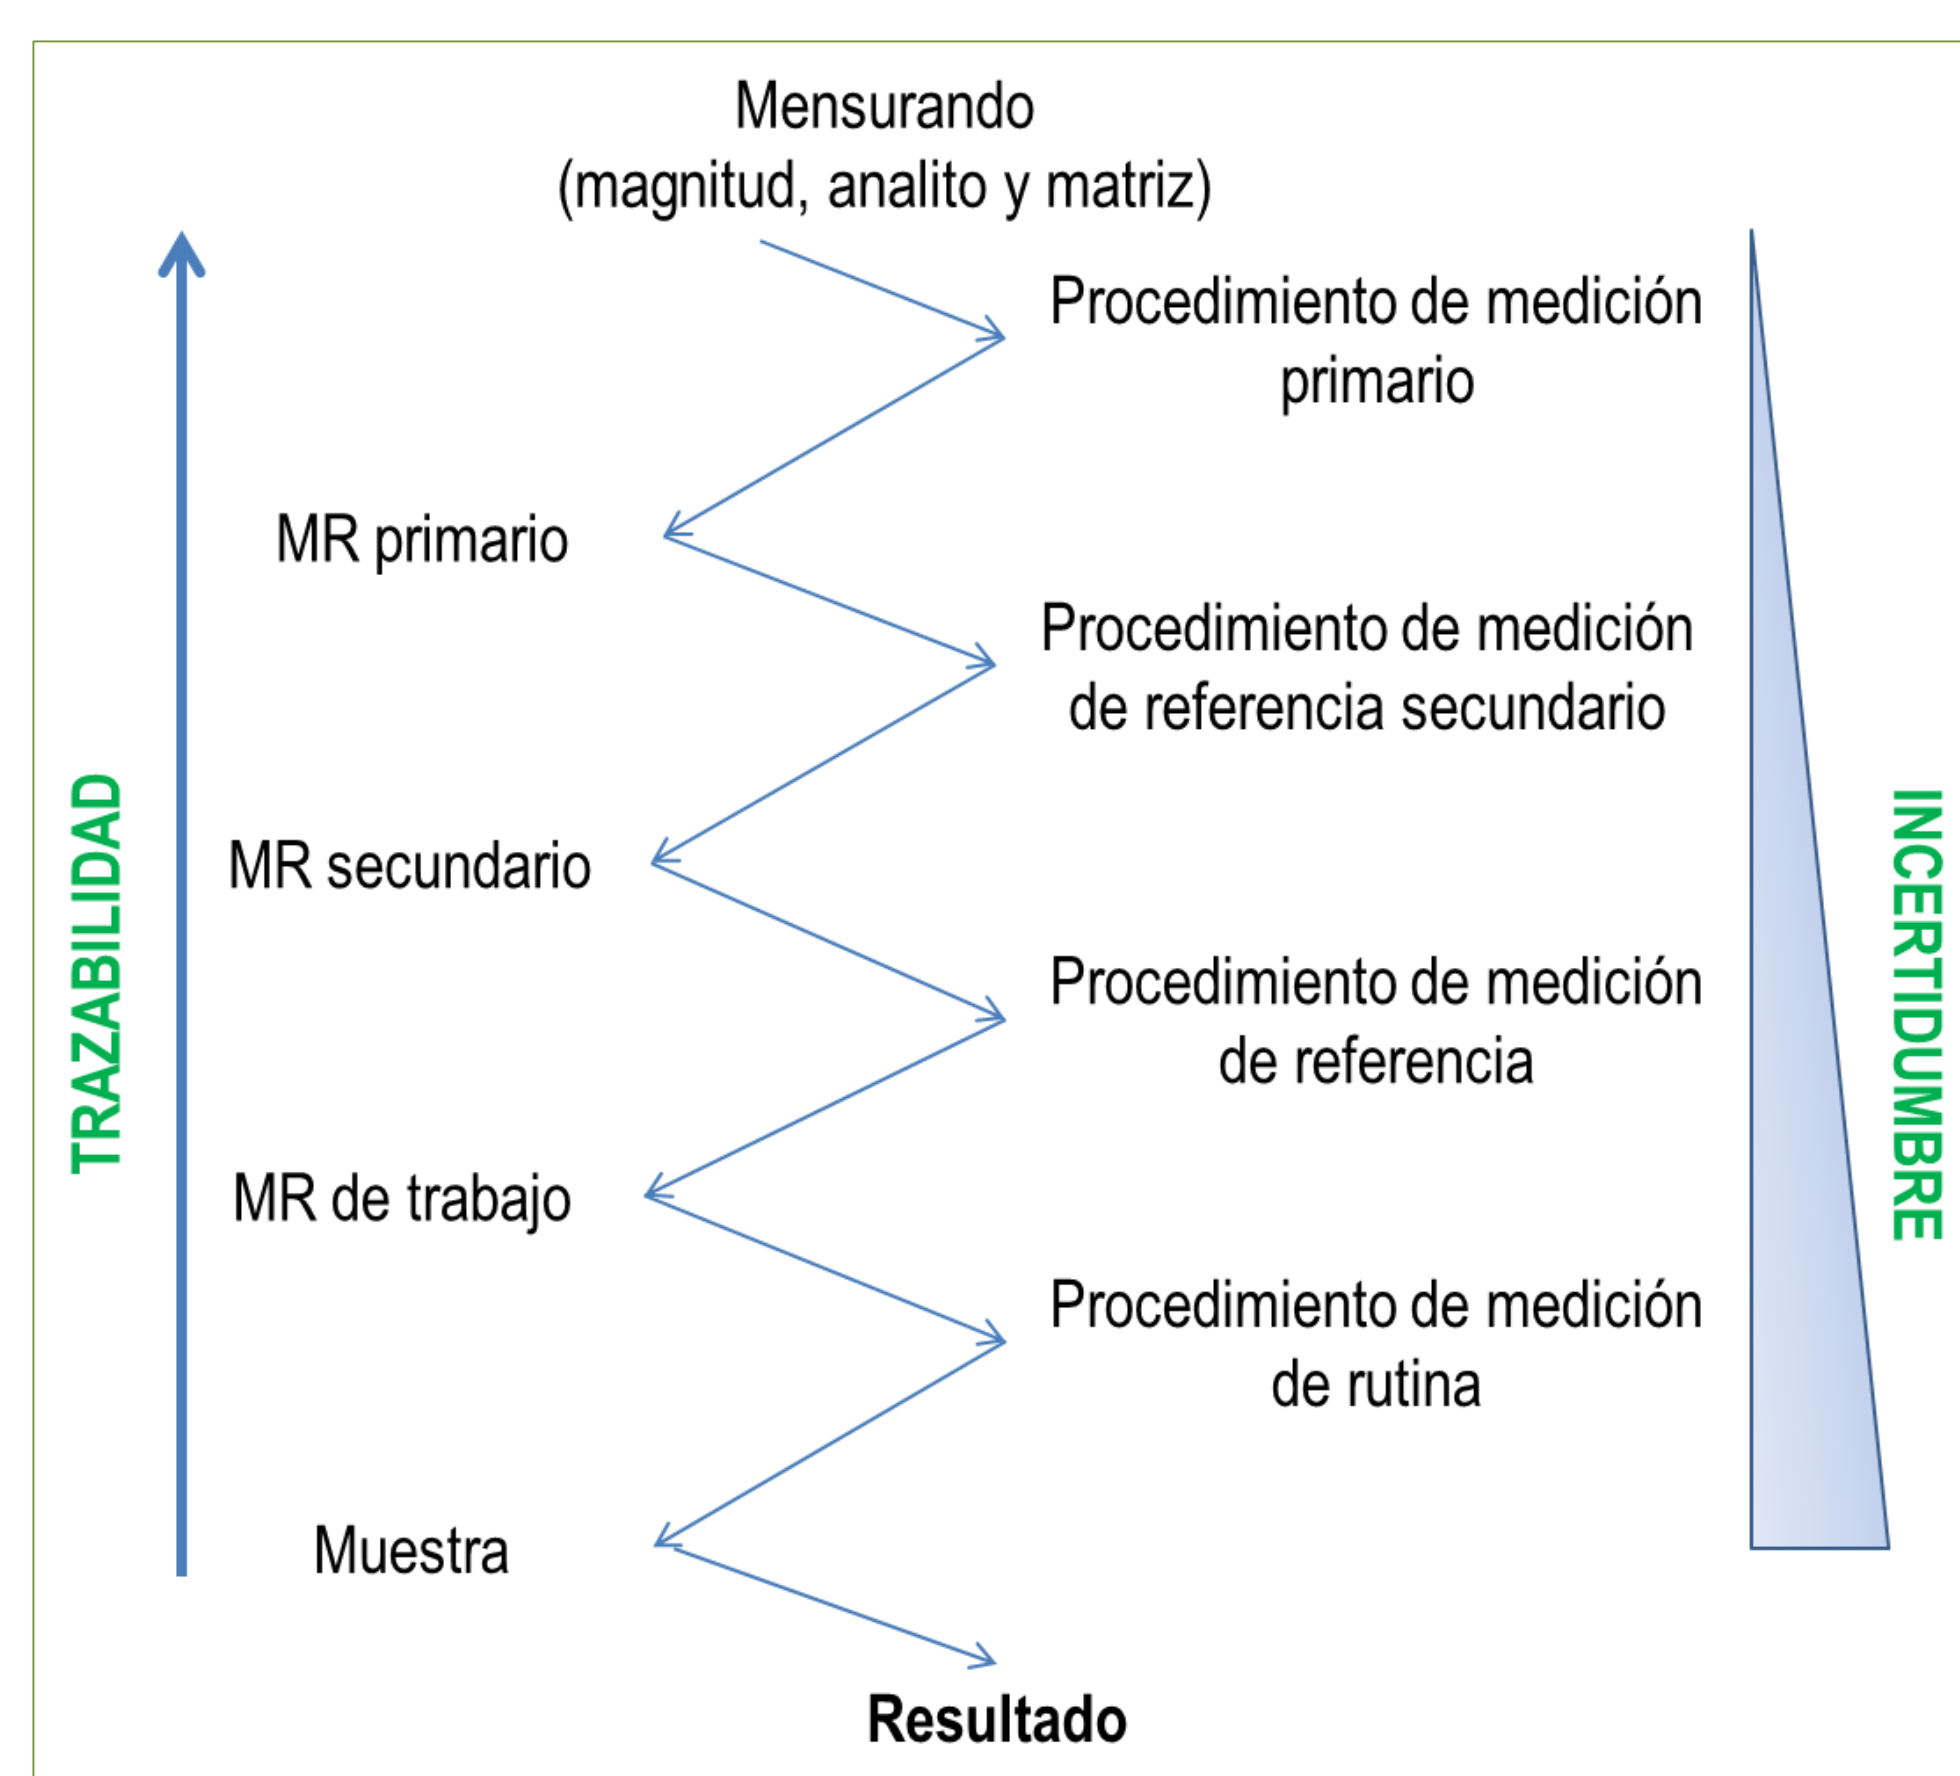 Mensurando
(magnitud, analito y matriz)
Procedimiento de medición
primario
MR primario
Procedimiento de medición
de referencia secundario
MR secundario
Procedimiento de medición
de referencia
MR de trabajo
Procedimiento de medición
de rutina
Muestra
Resultado
TRAZABILIDAD
INCERTIDUMBRE